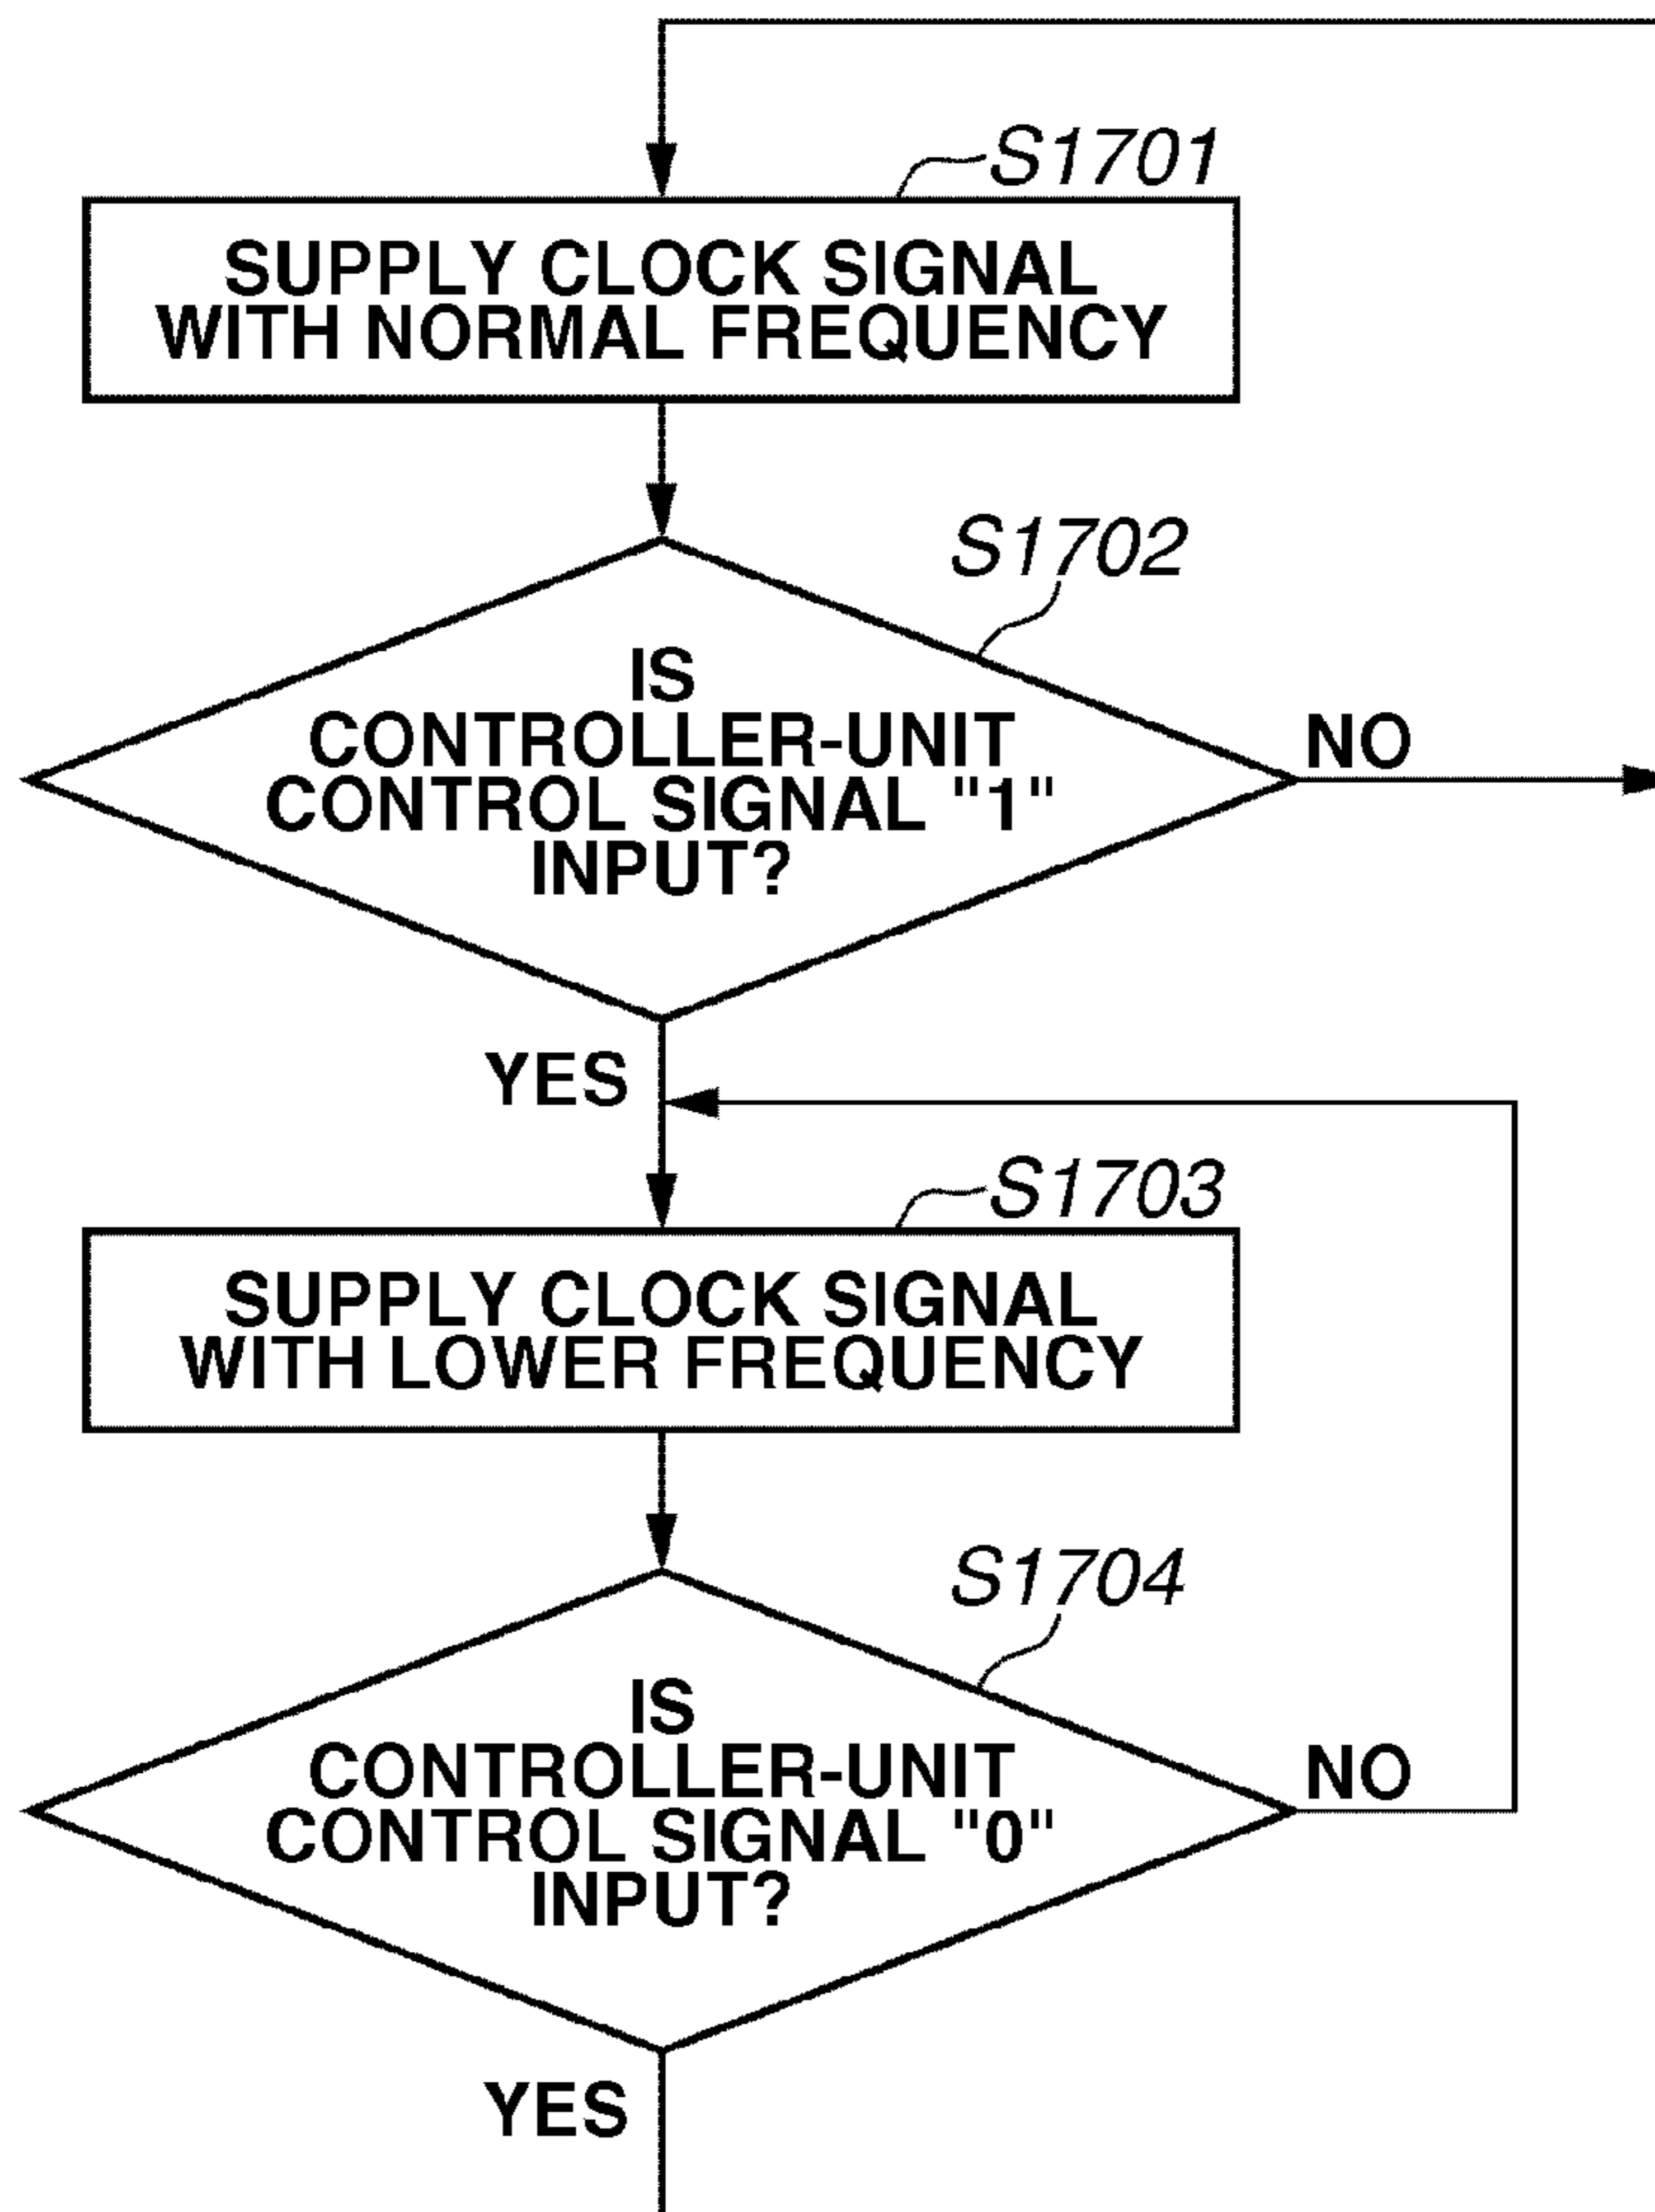 S1701
SUPPLY CLOCK SIGNAL
WITH NORMAL FREQUENCY
S1702
IS
CONTROLLER-UNIT
CONTROL SIGNAL "1"
INPUT?
NO
YES
S1703
SUPPLY CLOCK SIGNAL
WITH LOWER FREQUENCY
S1704
IS
CONTROLLER-UNIT
CONTROL SIGNAL "0"
INPUT?
NO
YES